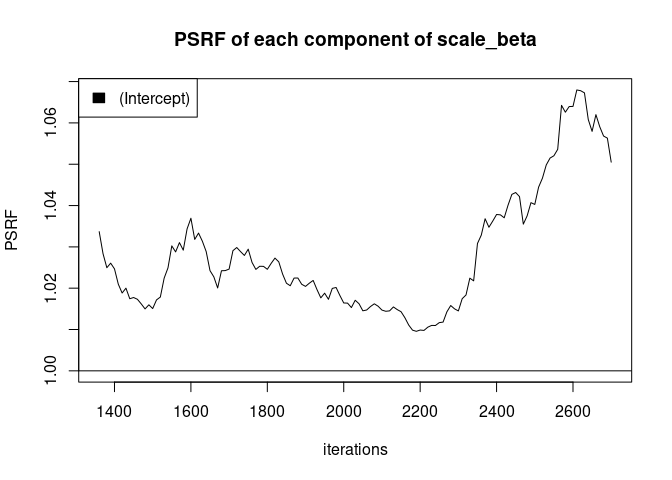 PSRF of each component of scale_beta
(Intercept)
PSRF
1.06
1.04
1.02
1.00
1400 1600 1800 2000 2200 2400 2600
iterations